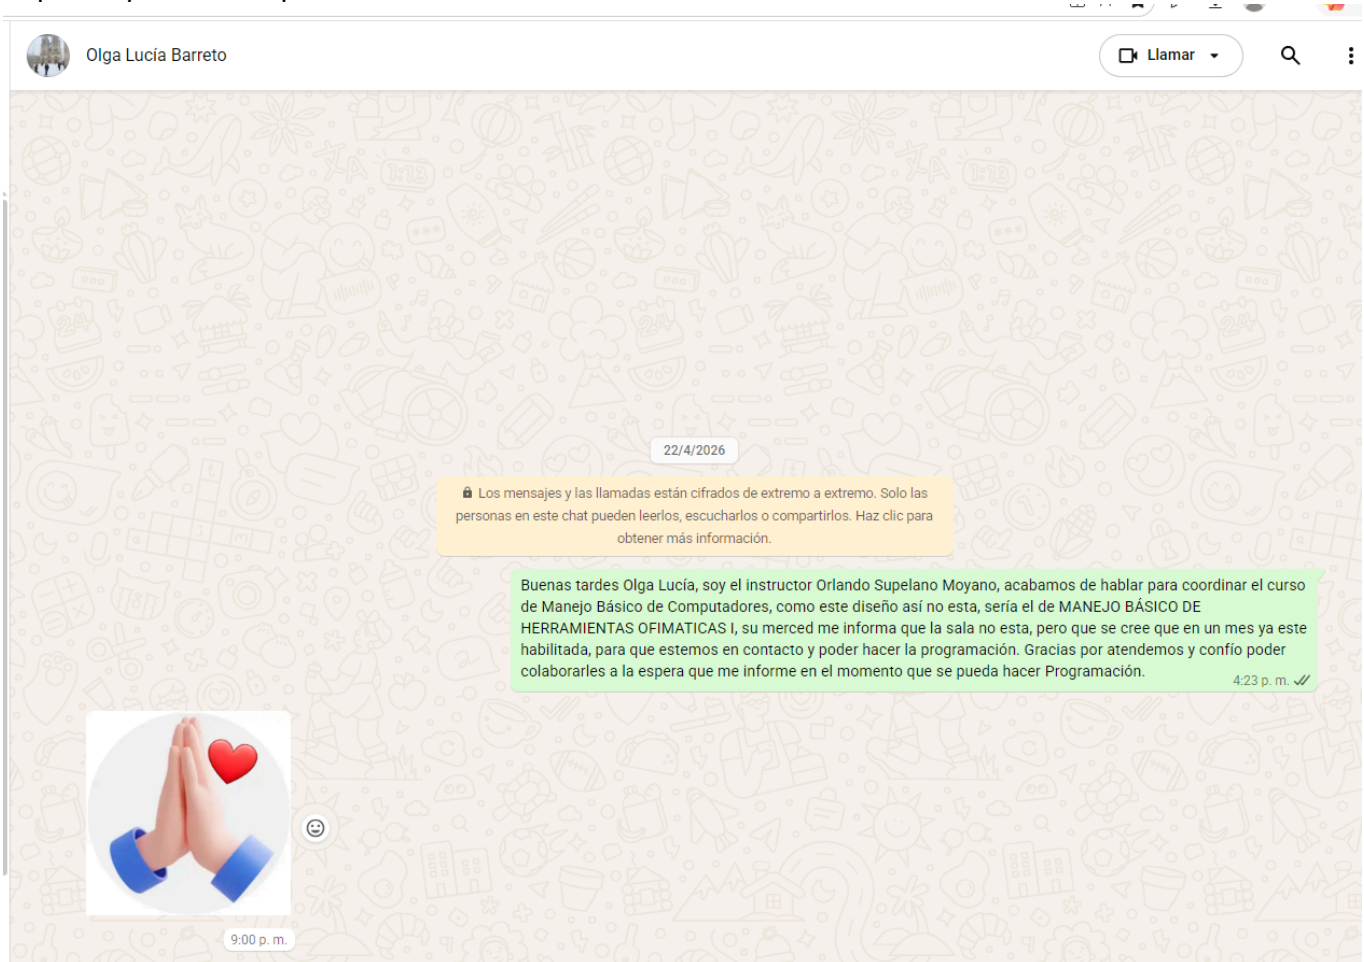 Olga Lucía Barreto
Llamar
22/4/2026
Los mensajes y las llamadas están cifrados de extremo a extremo. Solo las
personas en este chat pueden leerlos, escucharlos o compartirlos. Haz clic para
obtener más información.
Buenas tardes Olga Lucía, soy el instructor Orlando Supelano Moyano, acabamos de hablar para coordinar el curso
de Manejo Básico de Computadores, como este diseño así no esta, sería el de MANEJO BÁSICO DE
HERRAMIENTAS OFIMATICAS I, su merced me informa que la sala no esta, pero que se cree que en un mes ya este
habilitada, para que estemos en contacto y poder hacer la programación. Gracias por atendemos y confío poder
colaborarles a la espera que me informe en el momento que se pueda hacer Programación.
4:23 p. m.
9:00 p. m.